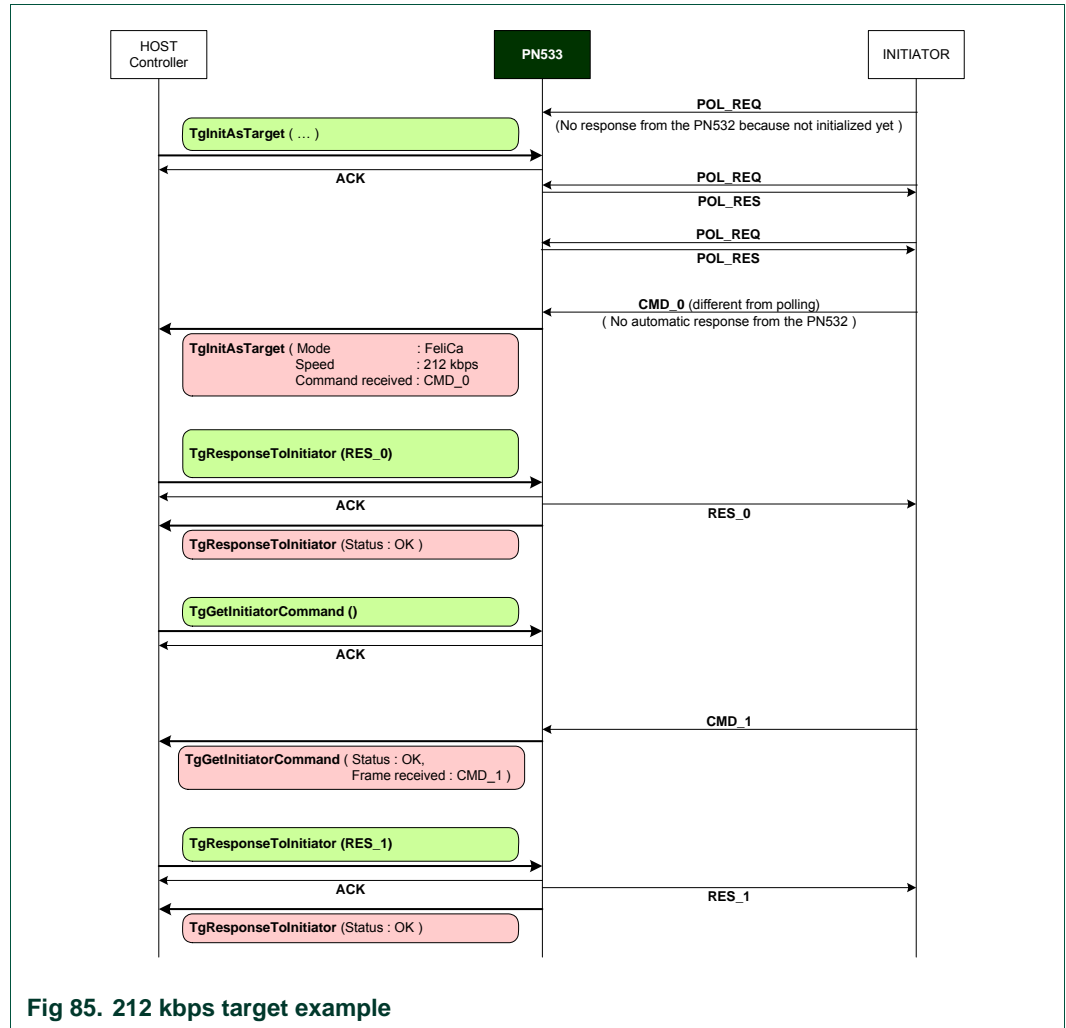 HOST
Controller
PN533
INITIATOR
POL_REQ
(No response from the PN532 because not initialized yet )
TgInitAsTarget ( … )
ACK
POL_REQ
POL_RES
POL_REQ
POL_RES
CMD_0 (different from polling)
( No automatic response from the PN532 )
TgInitAsTarget ( Mode : FeliCa
Speed : 212 kbps
Command received : CMD_0
TgResponseToInitiator (RES_0)
ACK
RES_0
TgResponseToInitiator (Status : OK )
TgGetInitiatorCommand ()
ACK
CMD_1
TgGetInitiatorCommand ( Status : OK,
Frame received : CMD_1 )
TgResponseToInitiator (RES_1)
ACK
RES_1
TgResponseToInitiator (Status : OK )
Fig 85. 212 kbps target example